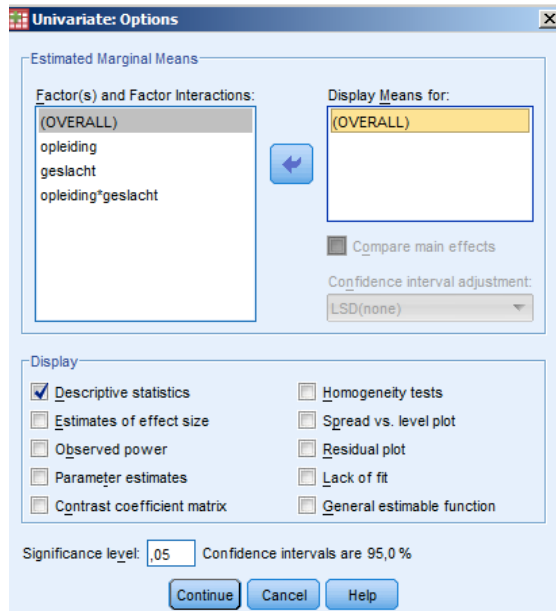 Univariate: Options
Estimated Marginal Means
Factor(s) and Factor Interactions:
(OVERALL)
opleiding
geslacht
opleiding*geslacht
Display Means for:
(OVERALL)
Compare main effects
Confidence interval adjustment:
LSD(none)
Display
Descriptive statistics
Estimates of effect size
Observed power
Parameter estimates
Contrast coefficient matrix
Homogeneity tests
Spread vs. level plot
Residual plot
Lack of fit
General estimable function
Significance level: ,05 Confidence intervals are 95,0 %
Continue Cancel Help